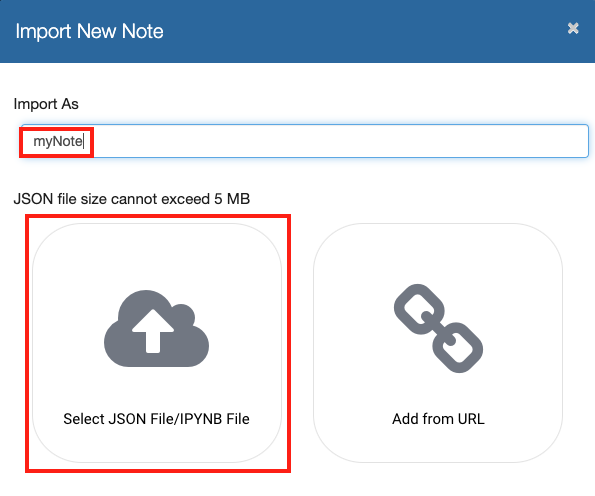 Import New Note
Import As
myNote
JSON file size cannot exceed 5 MB
Select JSON File/IPYNB File
Add from URL